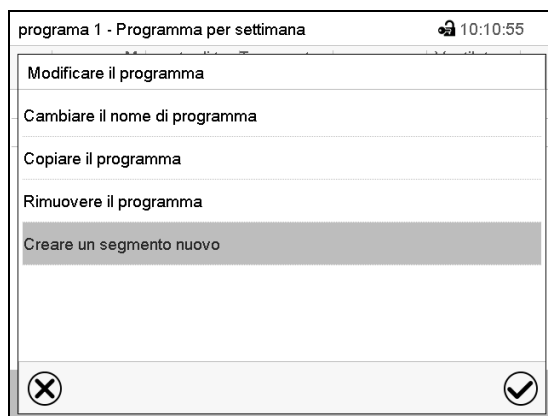 programa 1 - Programma per settimana 10:10:55
Modificare il programma
Cambiare il nome di programma
Copiare il programma
Rimuovere il programma
Creare un segmento nuovo